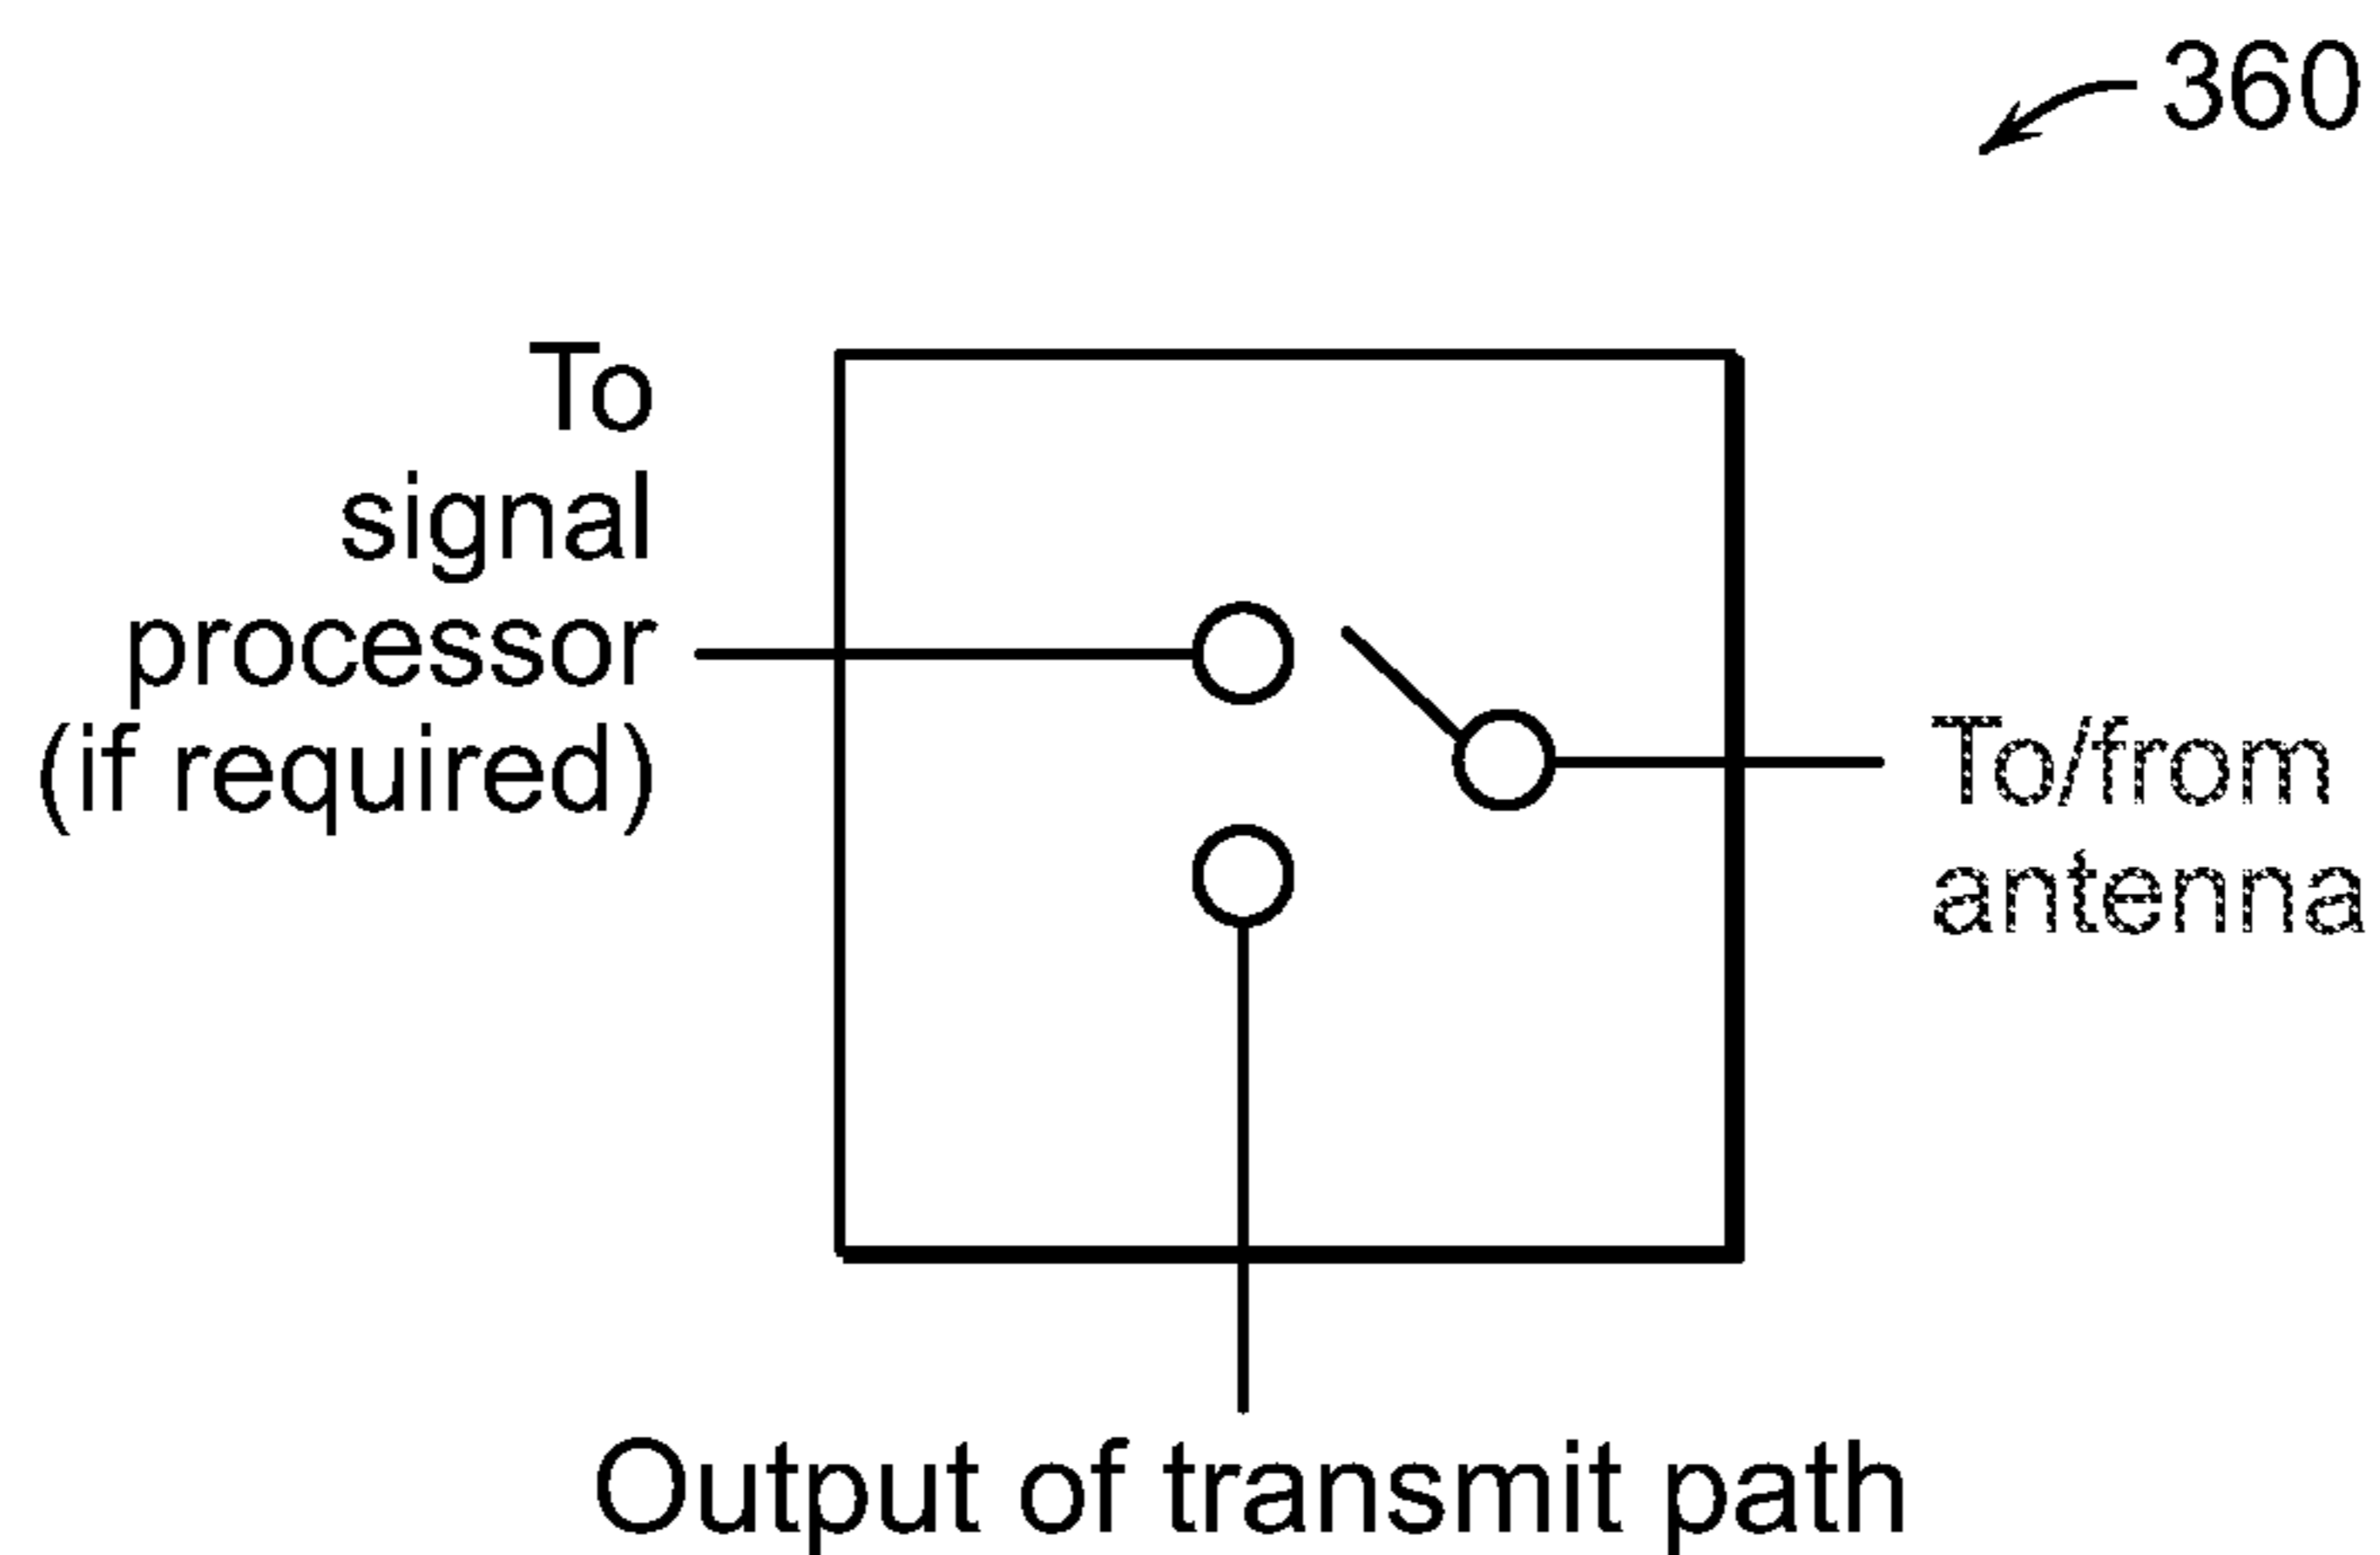 360
To
signal
processor
(if required)
To/from
antenna
Output of transmit path